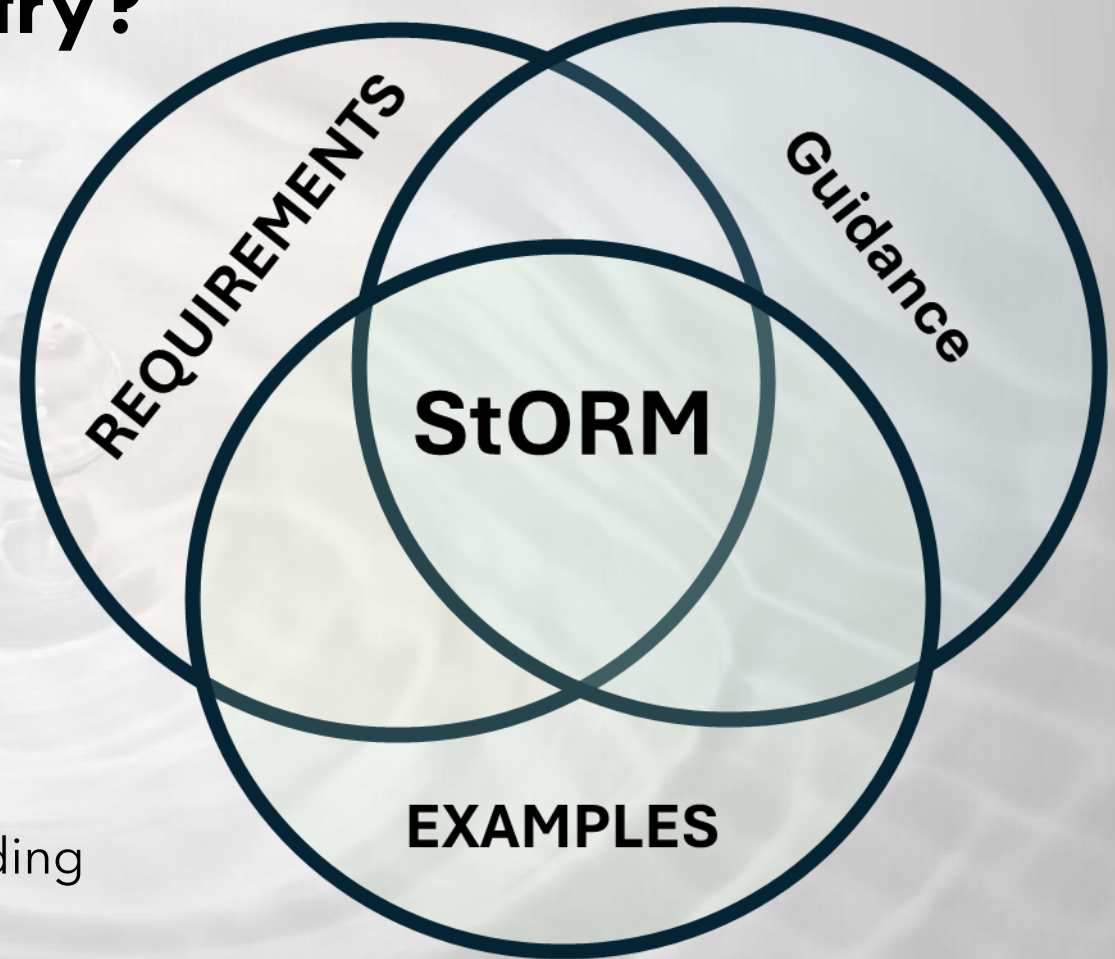 try?
REQUIREMENTS
Guidance
StORM
EXAMPLES
ding